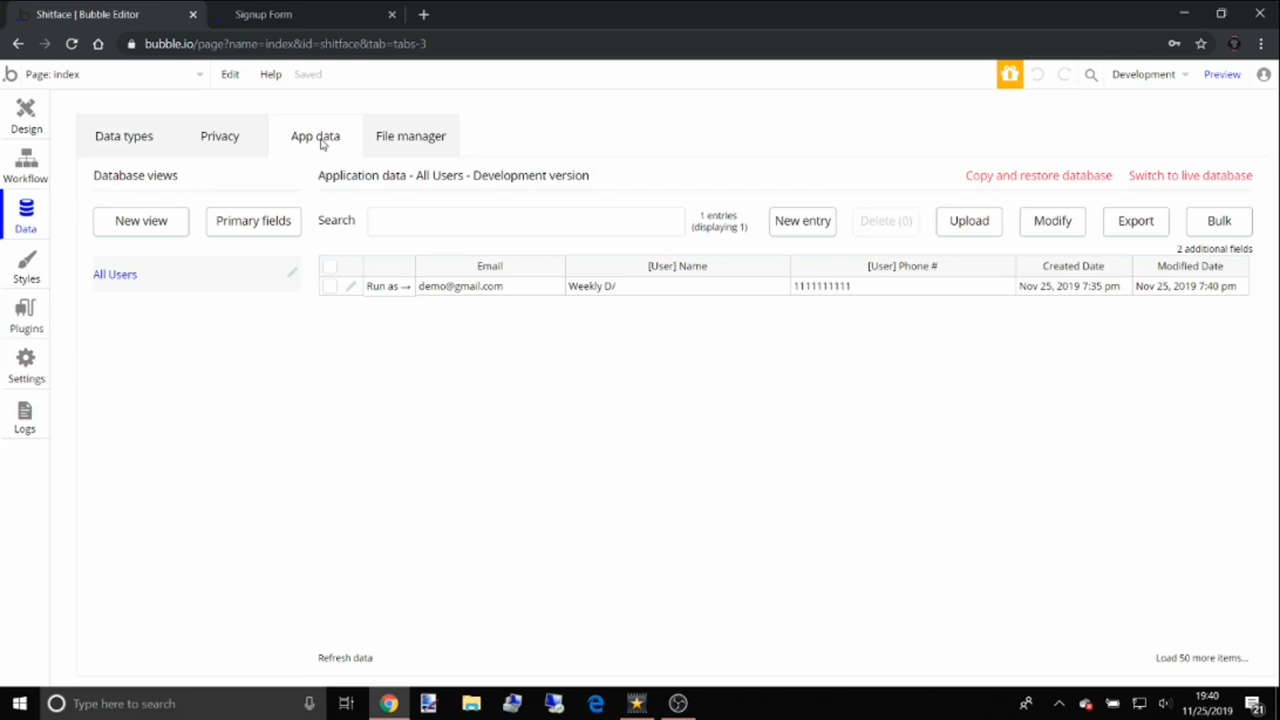 Shitface | Bubble Editor
Signup Form
bubble.io/page?name=index&id=shitface&tab=tabs-3
Page: index
Edit
Help
Saved
Development
Preview
Design
Workflow
Data
Styles
Plugins
Settings
Logs
Data types
Privacy
App data
File manager
Database views
Application data - All Users - Development version
Copy and restore database
Switch to live database
New view
Primary fields
Search
1 entries
(displaying 1)
New entry
Delete (0)
Upload
Modify
Export
Bulk
2 additional fields
All Users
Email
[User] Name
[User] Phone #
Created Date
Modified Date
Run as →
demo@gmail.com
Weekly D/
1111111111
Nov 25, 2019 7:35 pm
Nov 25, 2019 7:40 pm
Refresh data
Load 50 more items...
Type here to search
19:40
11/25/2019
21